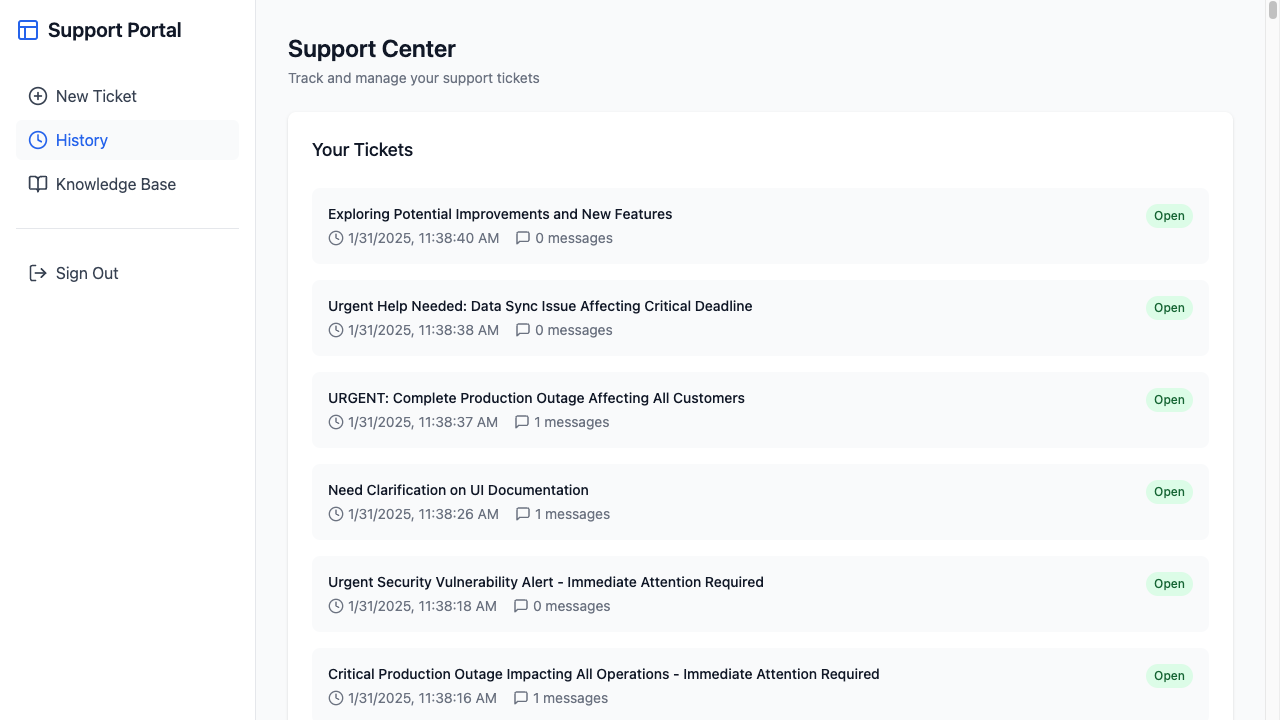 Support Portal
New Ticket
History
Knowledge Base
Sign Out
Support Center
Track and manage your support tickets
Your Tickets
Exploring Potential Improvements and New Features
Open
1/31/2025, 11:38:40 AM 0 messages
Urgent Help Needed: Data Sync Issue Affecting Critical Deadline
Open
1/31/2025, 11:38:38 AM 0 messages
URGENT: Complete Production Outage Affecting All Customers
Open
1/31/2025, 11:38:37 AM 1 messages
Need Clarification on UI Documentation
Open
1/31/2025, 11:38:26 AM 1 messages
Urgent Security Vulnerability Alert - Immediate Attention Required
Open
1/31/2025, 11:38:18 AM 0 messages
Critical Production Outage Impacting All Operations - Immediate Attention Required
Open
1/31/2025, 11:38:16 AM 1 messages